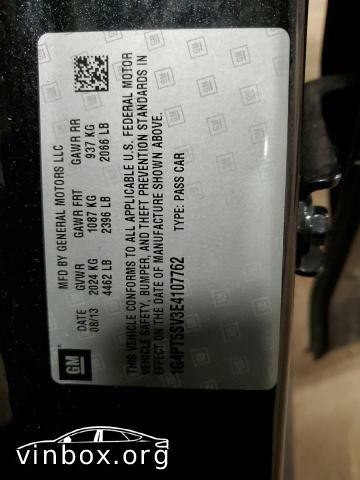 MFD BY GENERAL MOTORS LLC
DATE GVWR GAWR FRT GAWR RR
08/13 2024 KG 1087 KG 937 KG
4462 LB 2396 LB 2066 LB
THIS VEHICLE CONFORMS TO ALL APPLICABLE U.S. FEDERAL MOTOR
VEHICLE SAFETY, BUMPER, AND THEFT PREVENTION STANDARDS IN
EFFECT ON THE DATE OF MANUFACTURE SHOWN ABOVE.
1G4PT5SV3E4107762 TYPE: PASS CAR
GM
vinbox.org